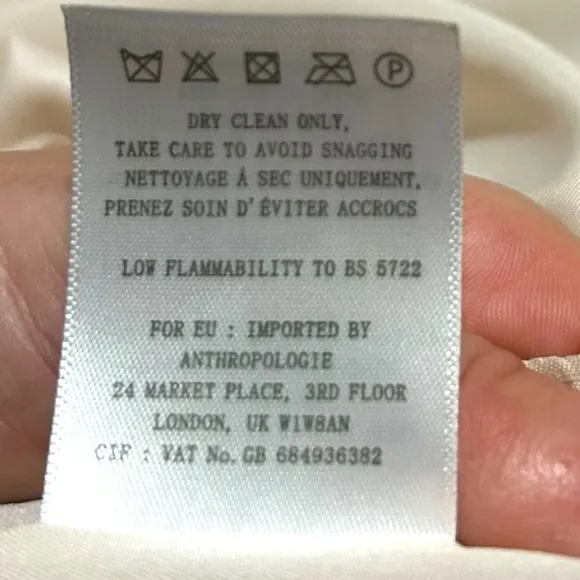 P
DRY CLEAN ONLY,
TAKE CARE TO AVOID SNAGGING
NETTOYAGE Á SEC UNIQUEMENT,
PRENEZ SOIN D'ÉVITER ACCROCS
LOW FLAMMABILITY TO BS 5722
FOR EU : IMPORTED BY
ANTHROPOLOGIE
24 MARKET PLACE, 3RD FLOOR
LONDON, UK W1W8AN
CIF : VAT No. GB 684936382